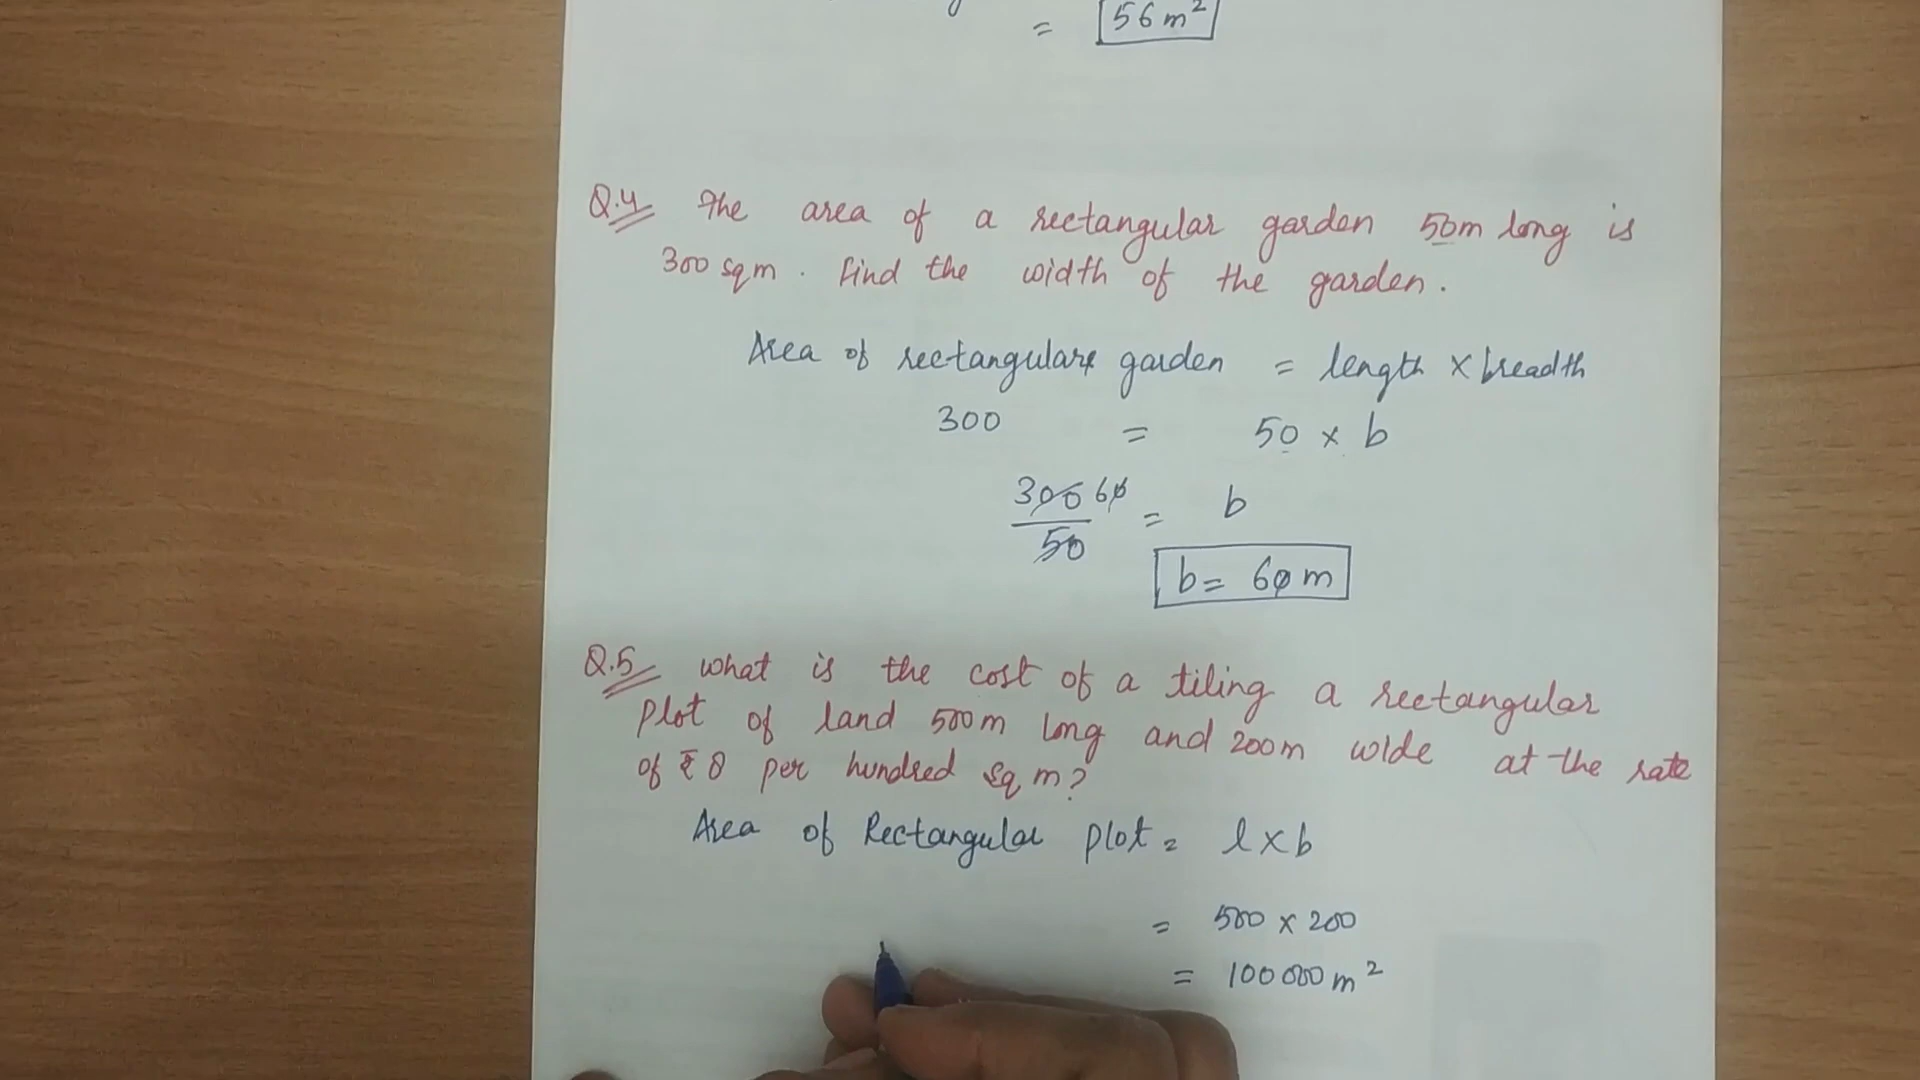 = 56 m²
Q.4 The area of a rectangular garden 50m long is
300 sq m. Find the width of the garden.
Area of rectangular garden = length × breadth
300 = 50 × b
300/50 6 = b
b = 6 m
Q.5 What is the cost of a tiling a rectangular
plot of land 500m long and 200m wide at the rate
of ₹ 8 per hundred sq m?
Area of Rectangular plot = l × b
= 500 × 200
= 100000 m²